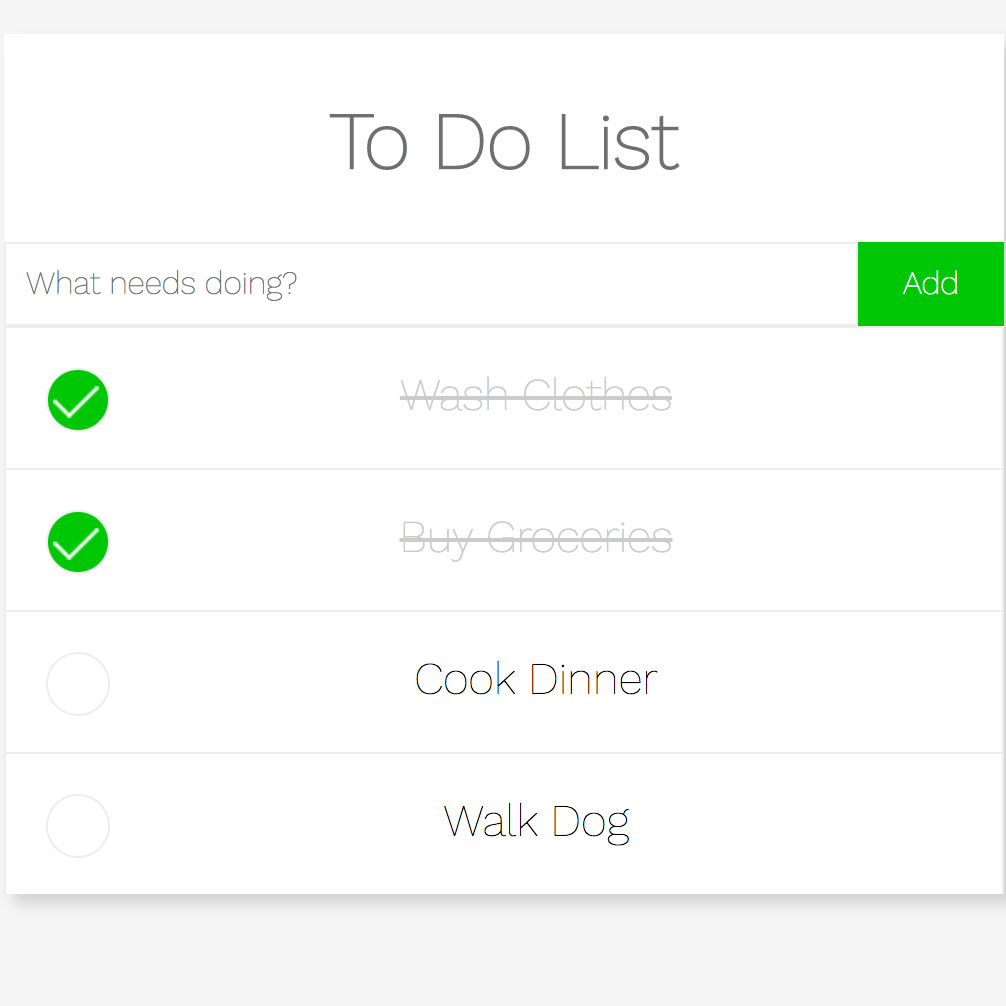 To Do List
What needs doing?
Add
Wash Clothes
Buy Groceries
Cook Dinner
Walk Dog